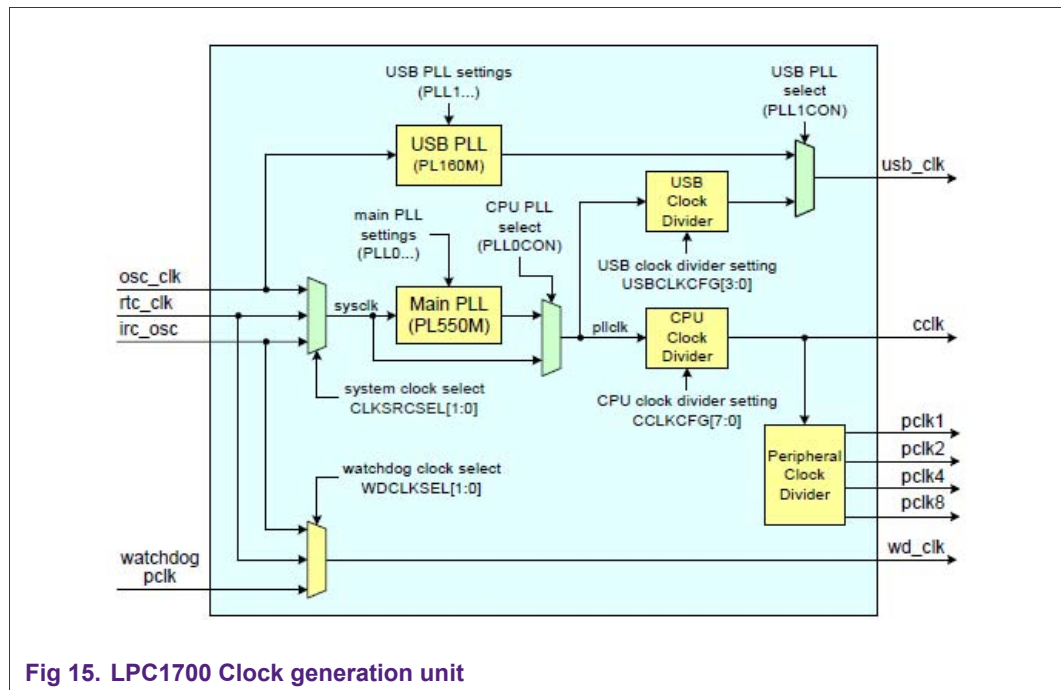 USB PLL settings
(PLL1...)
USB PLL
select
(PLL1CON)
USB PLL
(PL160M)
usb_clk
USB
Clock
Divider
main PLL
settings
(PLL0...)
CPU PLL
select
(PLL0CON)
USB clock divider setting
USBCLKCFG[3:0]
osc_clk
rtc_clk
irc_osc
sysclk
Main PLL
(PL550M)
pllclk
CPU
Clock
Divider
cclk
system clock select
CLKSRCSEL[1:0]
CPU clock divider setting
CCLKCFG[7:0]
Peripheral
Clock
Divider
pclk1
pclk2
pclk4
pclk8
watchdog clock select
WDCLKSEL[1:0]
watchdog
pclk
wd_clk
Fig 15. LPC1700 Clock generation unit